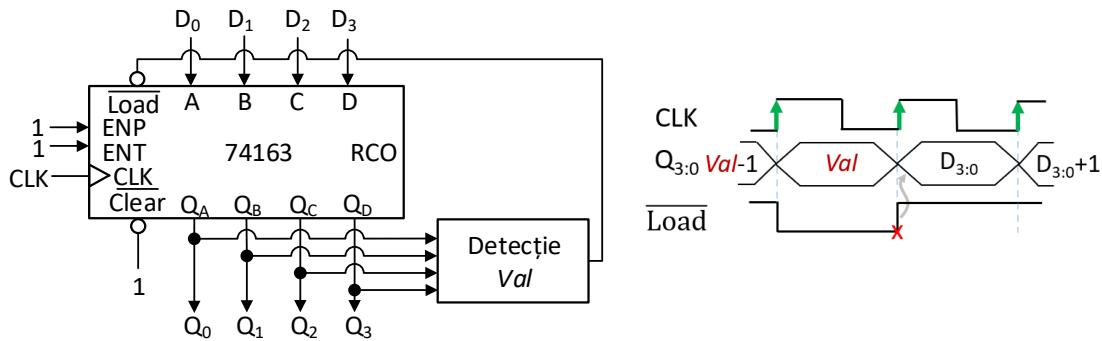 D0 D1 D2 D3
Load A B C D
1 ENP
1 ENT 74163 RCO
CLK CLK
Clear QA QB QC QD
1
Detecție
Val
Q0 Q1 Q2 Q3
CLK
Q3:0 Val-1 Val D3:0 D3:0+1
Load x